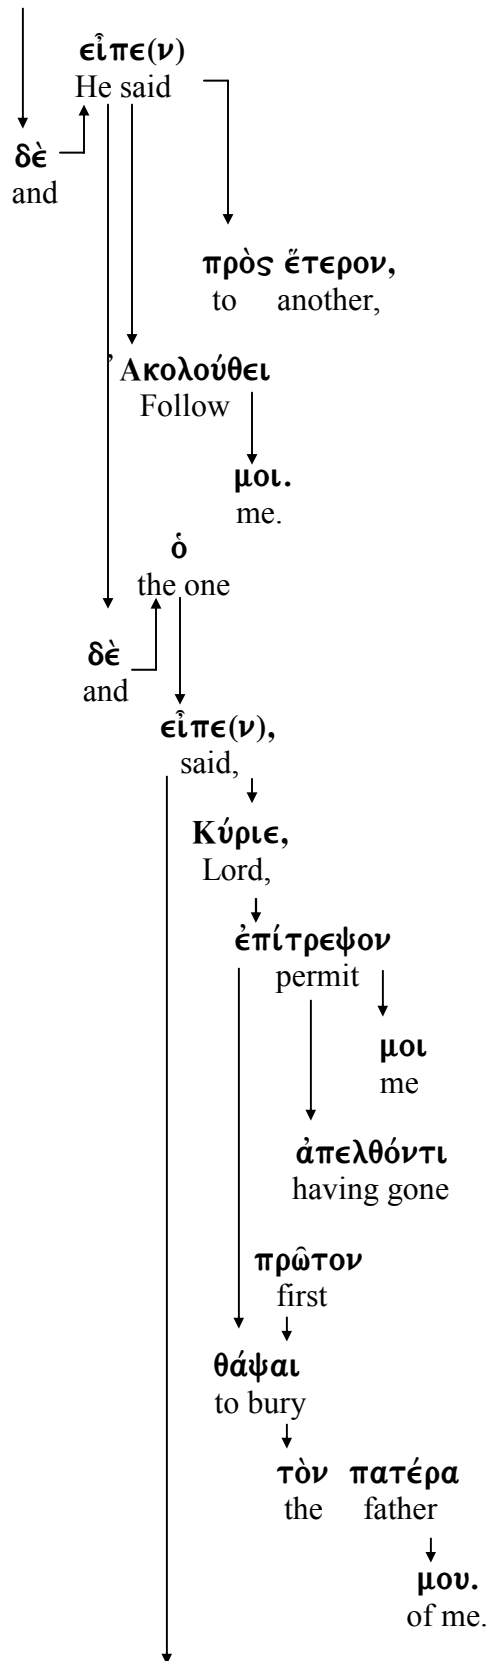 εἶπε(ν)
He said
δὲ
and
πρὸς ἕτερον,
to another,
Ἀκολούθει
Follow
μοι.
me.
ὁ
the one
δὲ
and
εἶπε(ν),
said,
Κύριε,
Lord,
ἐπίτρεψον
permit
μοι
me
ἀπελθόντι
having gone
πρῶτον
first
θάψαι
to bury
τὸν πατέρα
the father
μου.
of me.